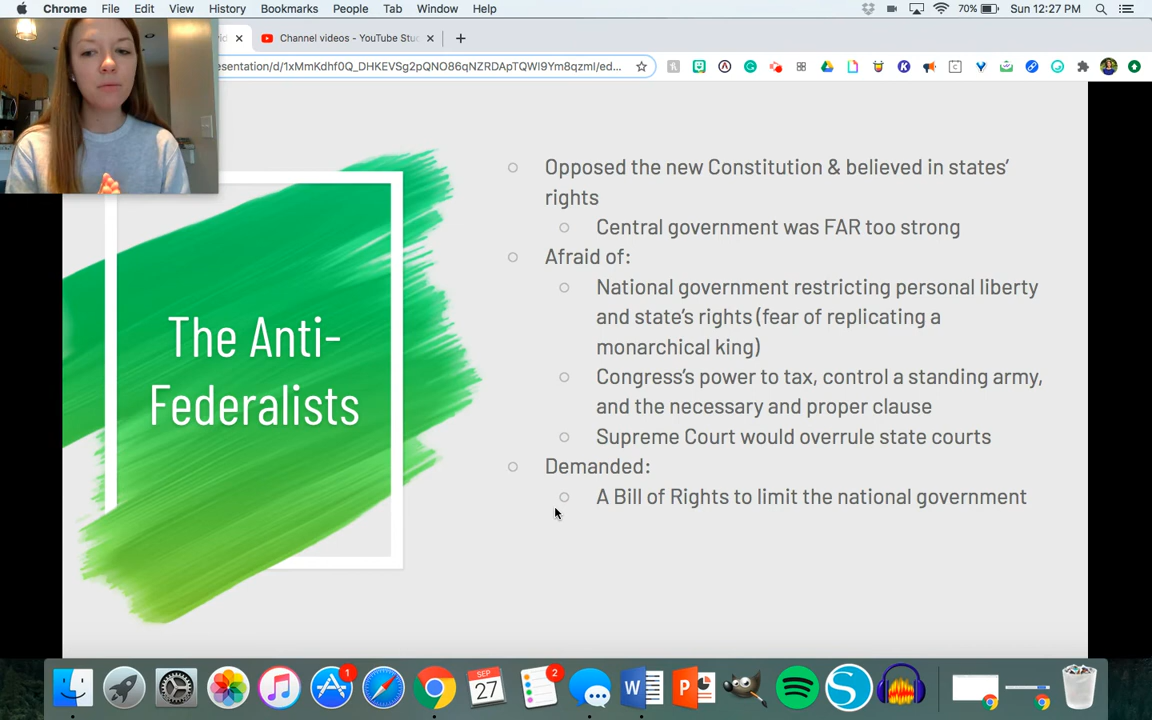 Chrome File Edit View History Bookmarks People Tab Window Help 70% Sun 12:27 PM
Channel videos - YouTube Stu
esentation/d/1xMmKdhf0Q_DHKEVSg2pQNO86qNZRDApTQWI9Ym8qzmI/ed...
Opposed the new Constitution & believed in states'
rights
Central government was FAR too strong
Afraid of:
National government restricting personal liberty
and state's rights (fear of replicating a
monarchical king)
Congress's power to tax, control a standing army,
and the necessary and proper clause
Supreme Court would overrule state courts
Demanded:
A Bill of Rights to limit the national government
The Anti-
Federalists
1
SEP
27
2
W
P
S